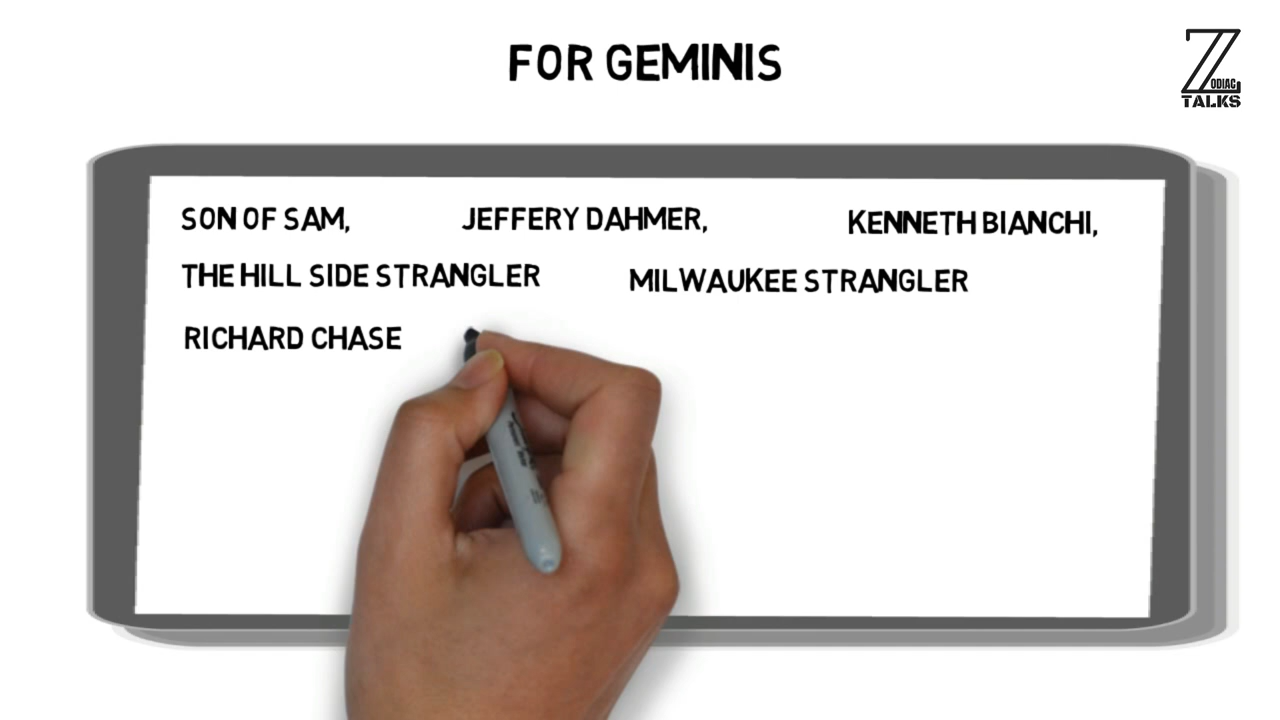 FOR GEMINIS
ZODIAC
TALKS
SON OF SAM, JEFFERY DAHMER, KENNETH BIANCHI,
THE HILL SIDE STRANGLER MILWAUKEE STRANGLER
RICHARD CHASE